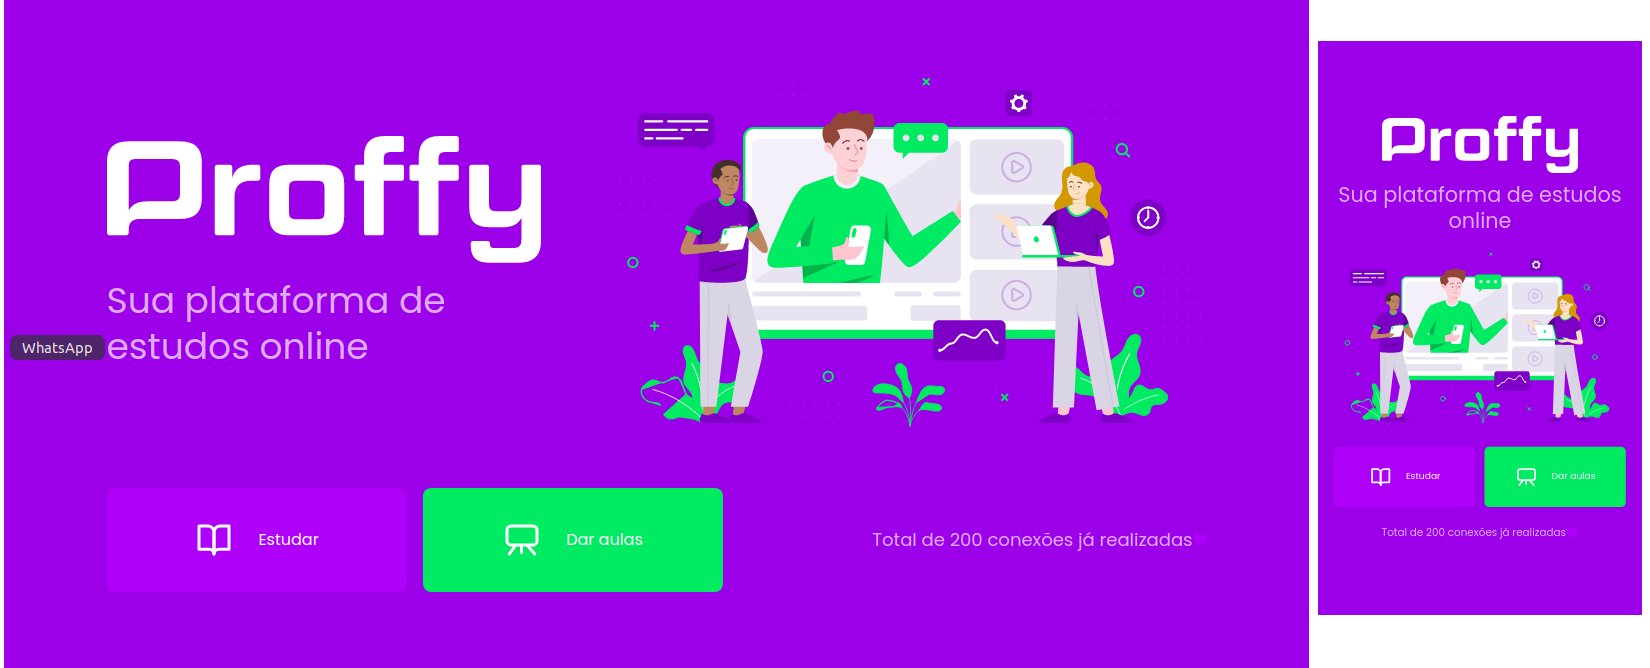 Proffy
Sua plataforma de
estudos online
WhatsApp
Estudar
Dar aulas
Total de 200 conexões já realizadas
Proffy
Sua plataforma de estudos
online
Estudar
Dar aulas
Total de 200 conexões já realizadas